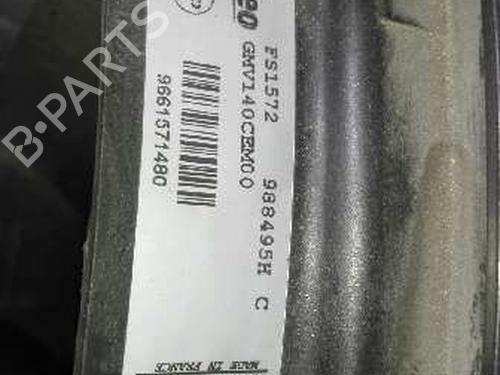 FS1572 988495H C
GMV140CEM00
9661571480
MADE IN FRANCE
B-PARTS